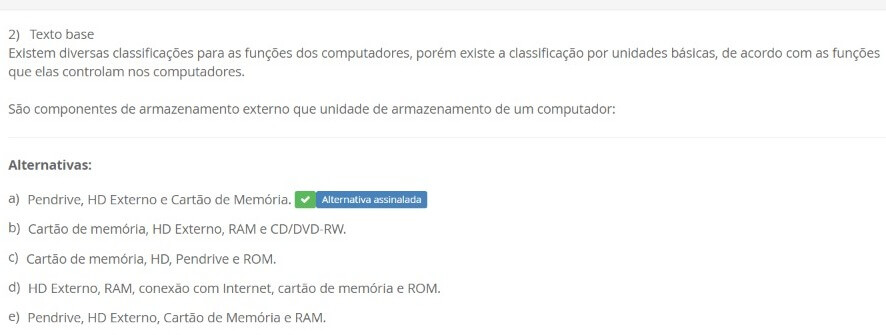 2) Texto base
Existem diversas classificações para as funções dos computadores, porém existe a classificação por unidades básicas, de acordo com as funções
que elas controlam nos computadores.
São componentes de armazenamento externo que unidade de armazenamento de um computador:
Alternativas:
a) Pendrive, HD Externo e Cartão de Memória. Alternativa assinalada
b) Cartão de memória, HD Externo, RAM e CD/DVD-RW.
c) Cartão de memória, HD, Pendrive e ROM.
d) HD Externo, RAM, conexão com Internet, cartão de memória e ROM.
e) Pendrive, HD Externo, Cartão de Memória e RAM.